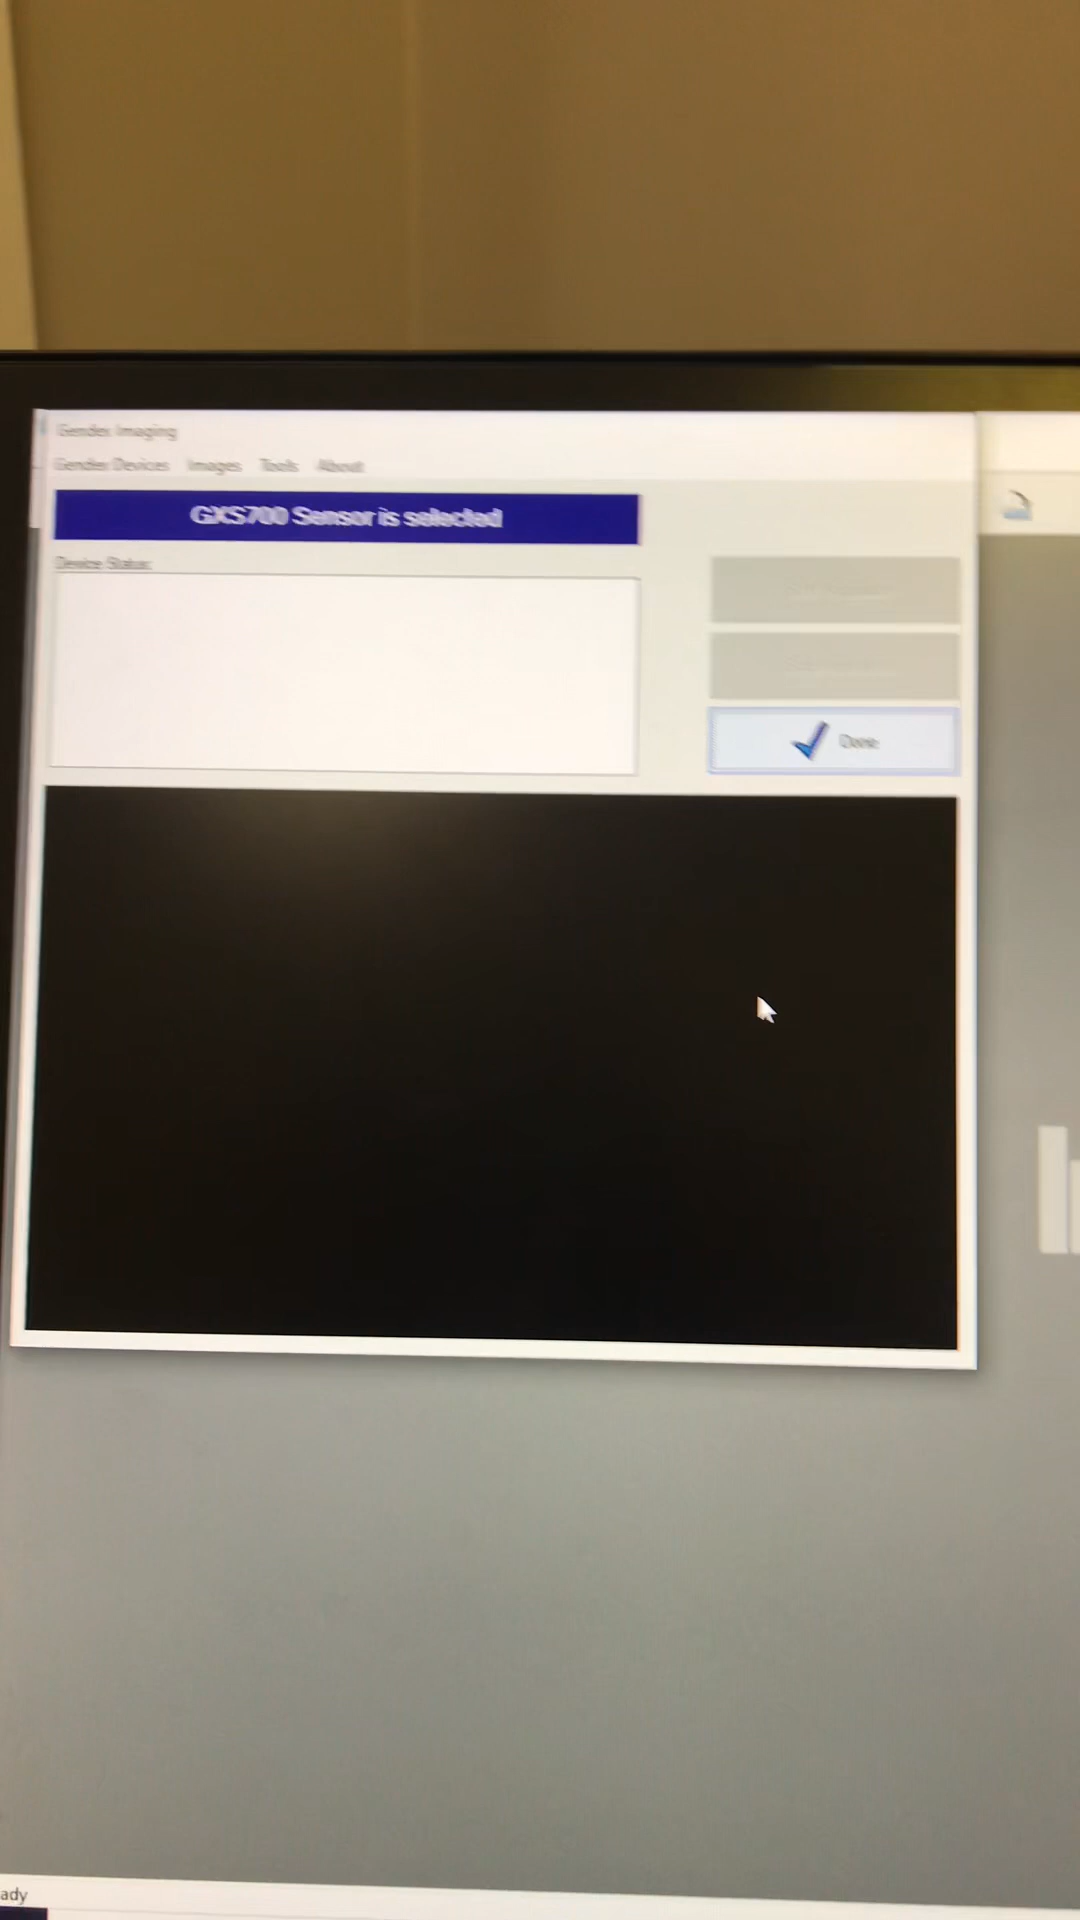 Gendex Imaging
Gendex Devices Images Tools About
GXS700 Sensor is selected
Device Status:
Done
ady